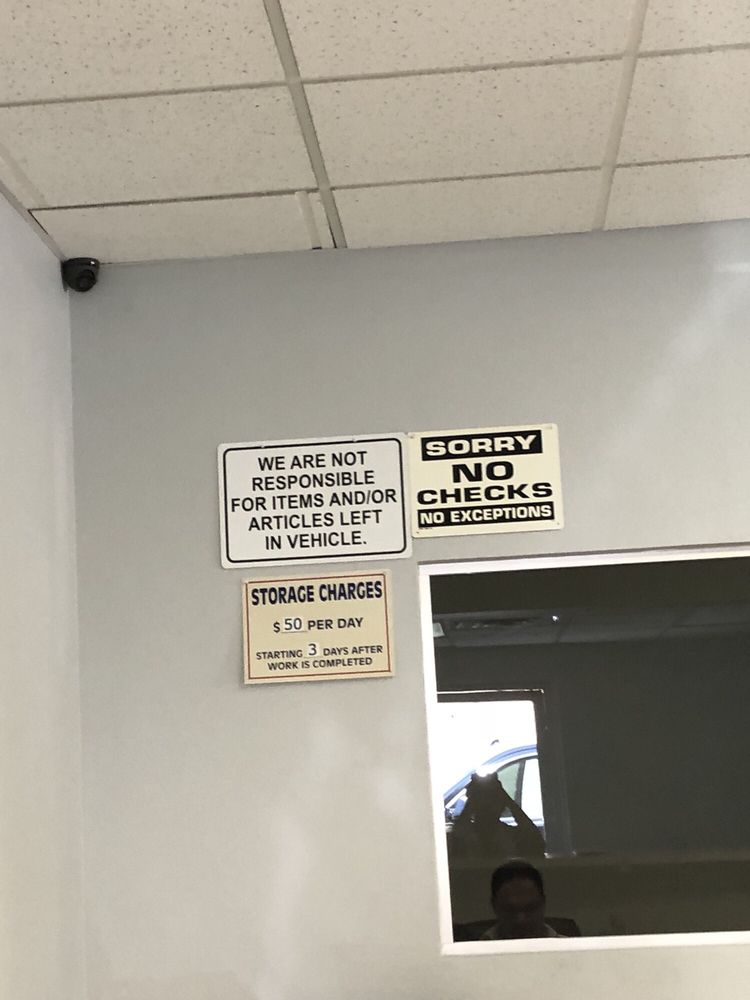 WE ARE NOT
RESPONSIBLE
FOR ITEMS AND/OR
ARTICLES LEFT
IN VEHICLE.
SORRY
NO
CHECKS
NO EXCEPTIONS
STORAGE CHARGES
$ 50 PER DAY
STARTING 3 DAYS AFTER
WORK IS COMPLETED